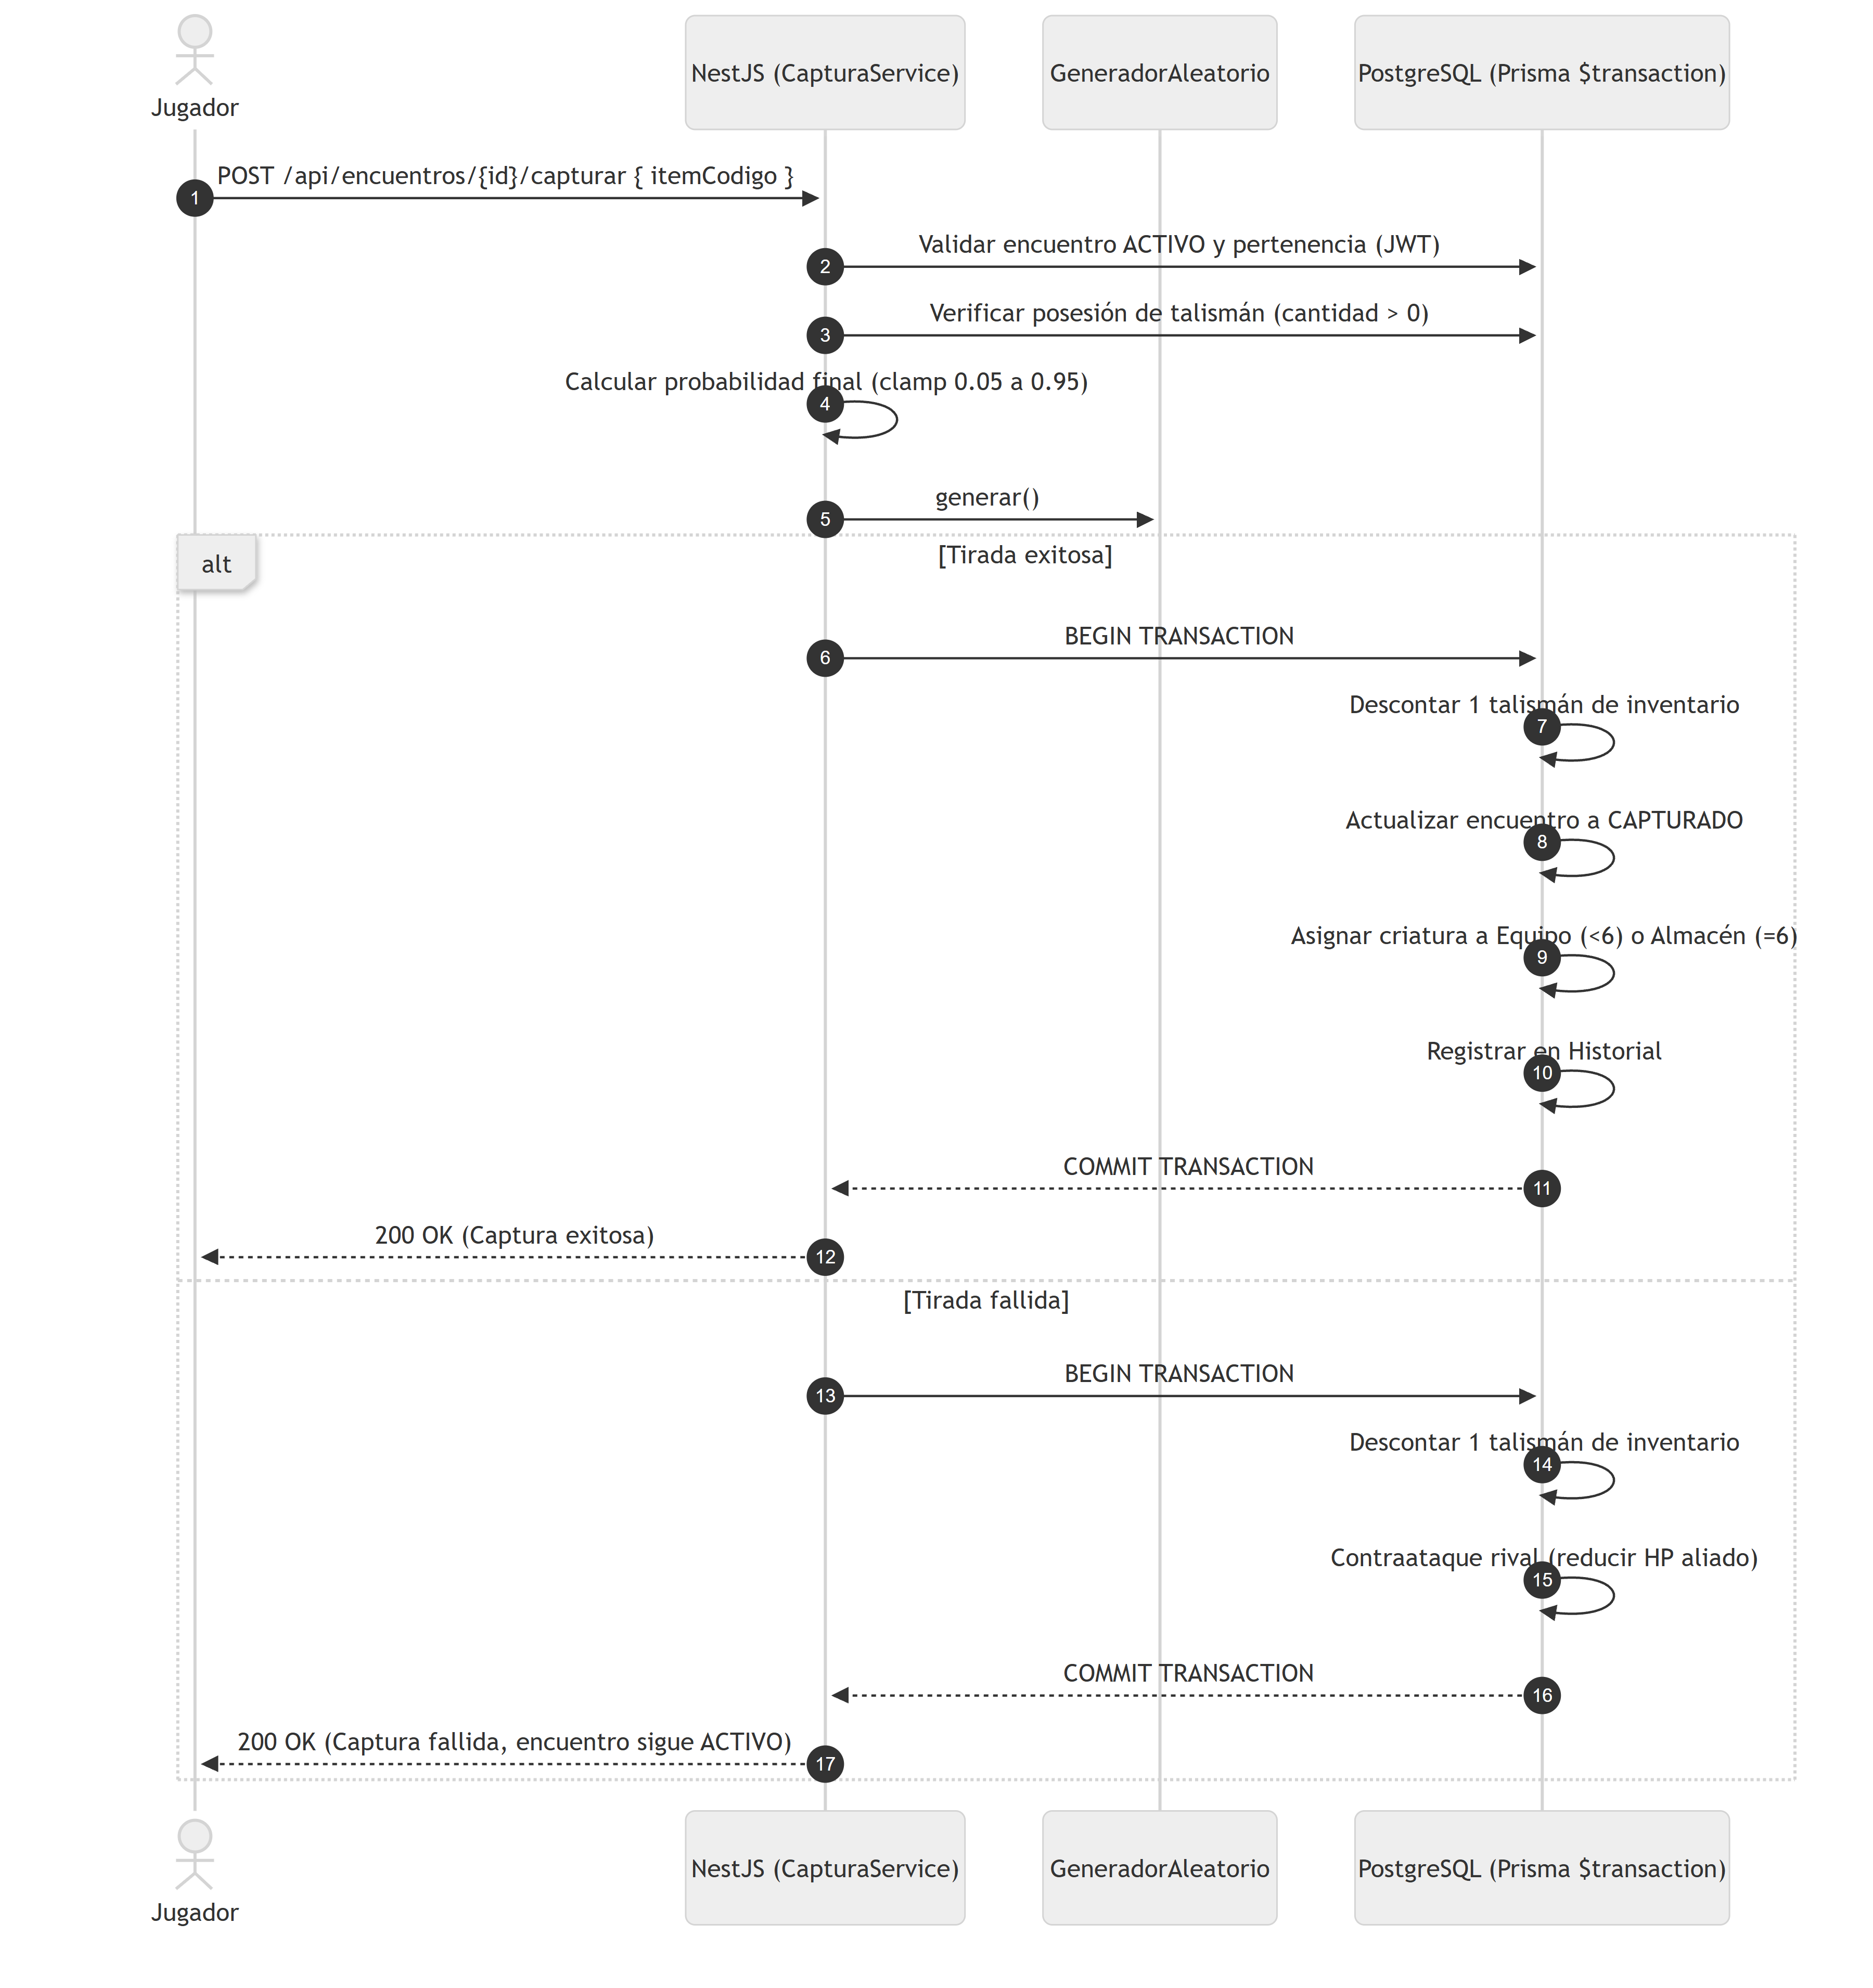 Jugador
NestJS (CapturaService)
GeneradorAleatorio
PostgreSQL (Prisma $transaction)
POST /api/encuentros/{id}/capturar { itemCodigo }
1
Validar encuentro ACTIVO y pertenencia (JWT)
2
Verificar posesión de talismán (cantidad > 0)
3
Calcular probabilidad final (clamp 0.05 a 0.95)
4
generar()
5
alt
[Tirada exitosa]
BEGIN TRANSACTION
6
Descontar 1 talismán de inventario
7
Actualizar encuentro a CAPTURADO
8
Asignar criatura a Equipo (<6) o Almacén (=6)
9
Registrar en Historial
10
COMMIT TRANSACTION
11
200 OK (Captura exitosa)
12
[Tirada fallida]
BEGIN TRANSACTION
13
Descontar 1 talismán de inventario
14
Contraataque rival (reducir HP aliado)
15
COMMIT TRANSACTION
16
200 OK (Captura fallida, encuentro sigue ACTIVO)
17
Jugador
NestJS (CapturaService)
GeneradorAleatorio
PostgreSQL (Prisma $transaction)